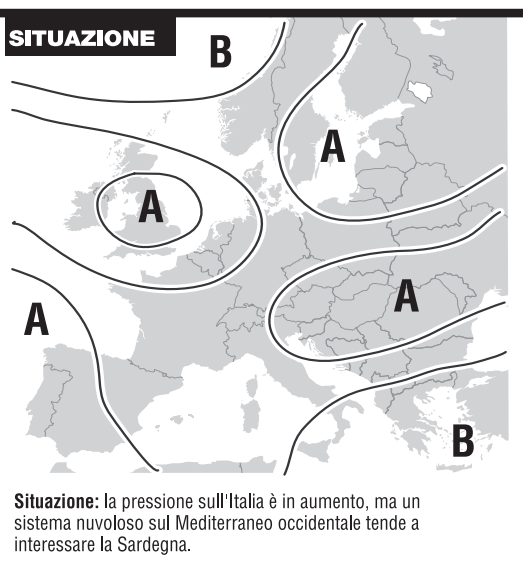 SITUAZIONE
B
A
A
A
A
B
Situazione: la pressione sull'Italia è in aumento, ma un
sistema nuvoloso sul Mediterraneo occidentale tende a
interessare la Sardegna.